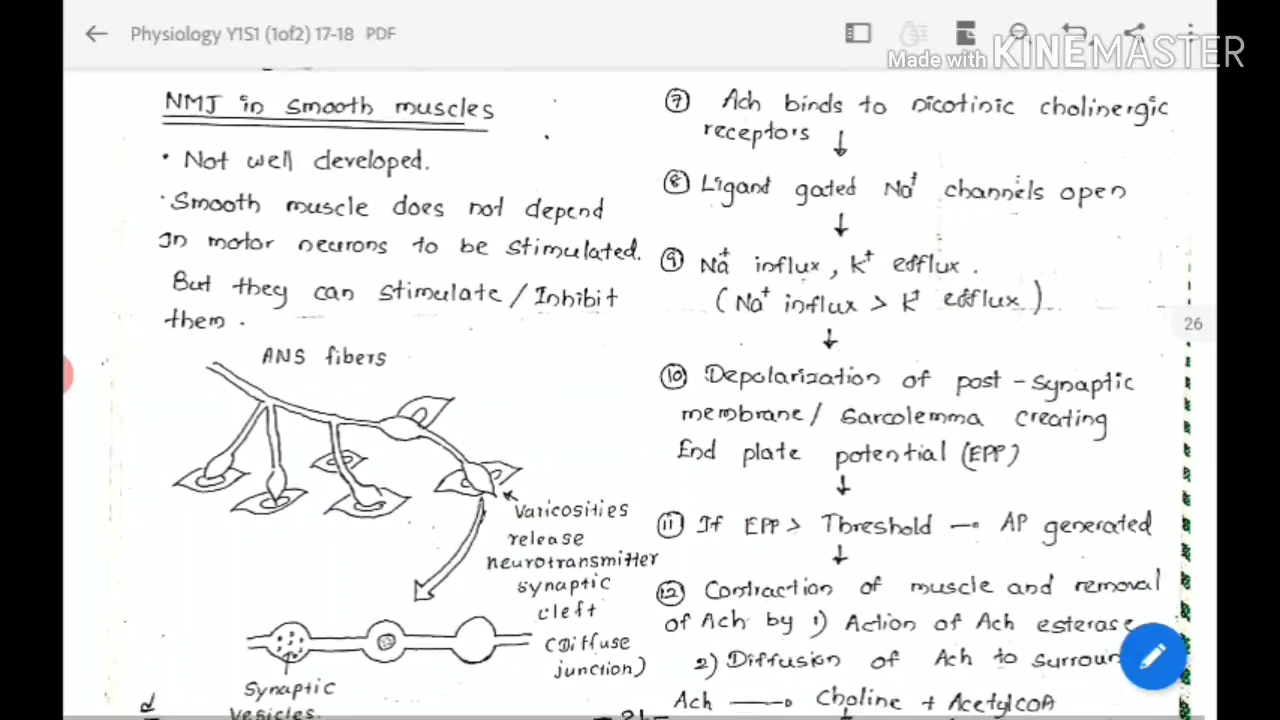 Physiology Y1S1 (1of2) 17-18 PDF
Made with KINEMASTER
NMJ in smooth muscles
• Not well developed.
• Smooth muscle does not depend
In motor neurons to be stimulated.
But they can stimulate / Inhibit
them.
ANS fibers
Varicosities
release
neurotransmitter
synaptic
cleft
(Diffuse
junction)
Synaptic
Vesicles.
⑦ Ach binds to nicotinic cholinergic
receptors ↓
⑧ Ligand gated Na⁺ channels open
↓
⑨ Na⁺ influx, K⁺ efflux.
(Na⁺ influx > K⁺ efflux)
↓
⑩ Depolarization of post-synaptic
membrane / sarcolemma creating
End plate potential (EPP)
↓
⑪ If EPP > Threshold → AP generated
↓
⑫ Contraction of muscle and removal
of Ach by 1) Action of Ach esterase
2) Diffusion of Ach to surroun
Ach → Choline + AcetylcoA
26